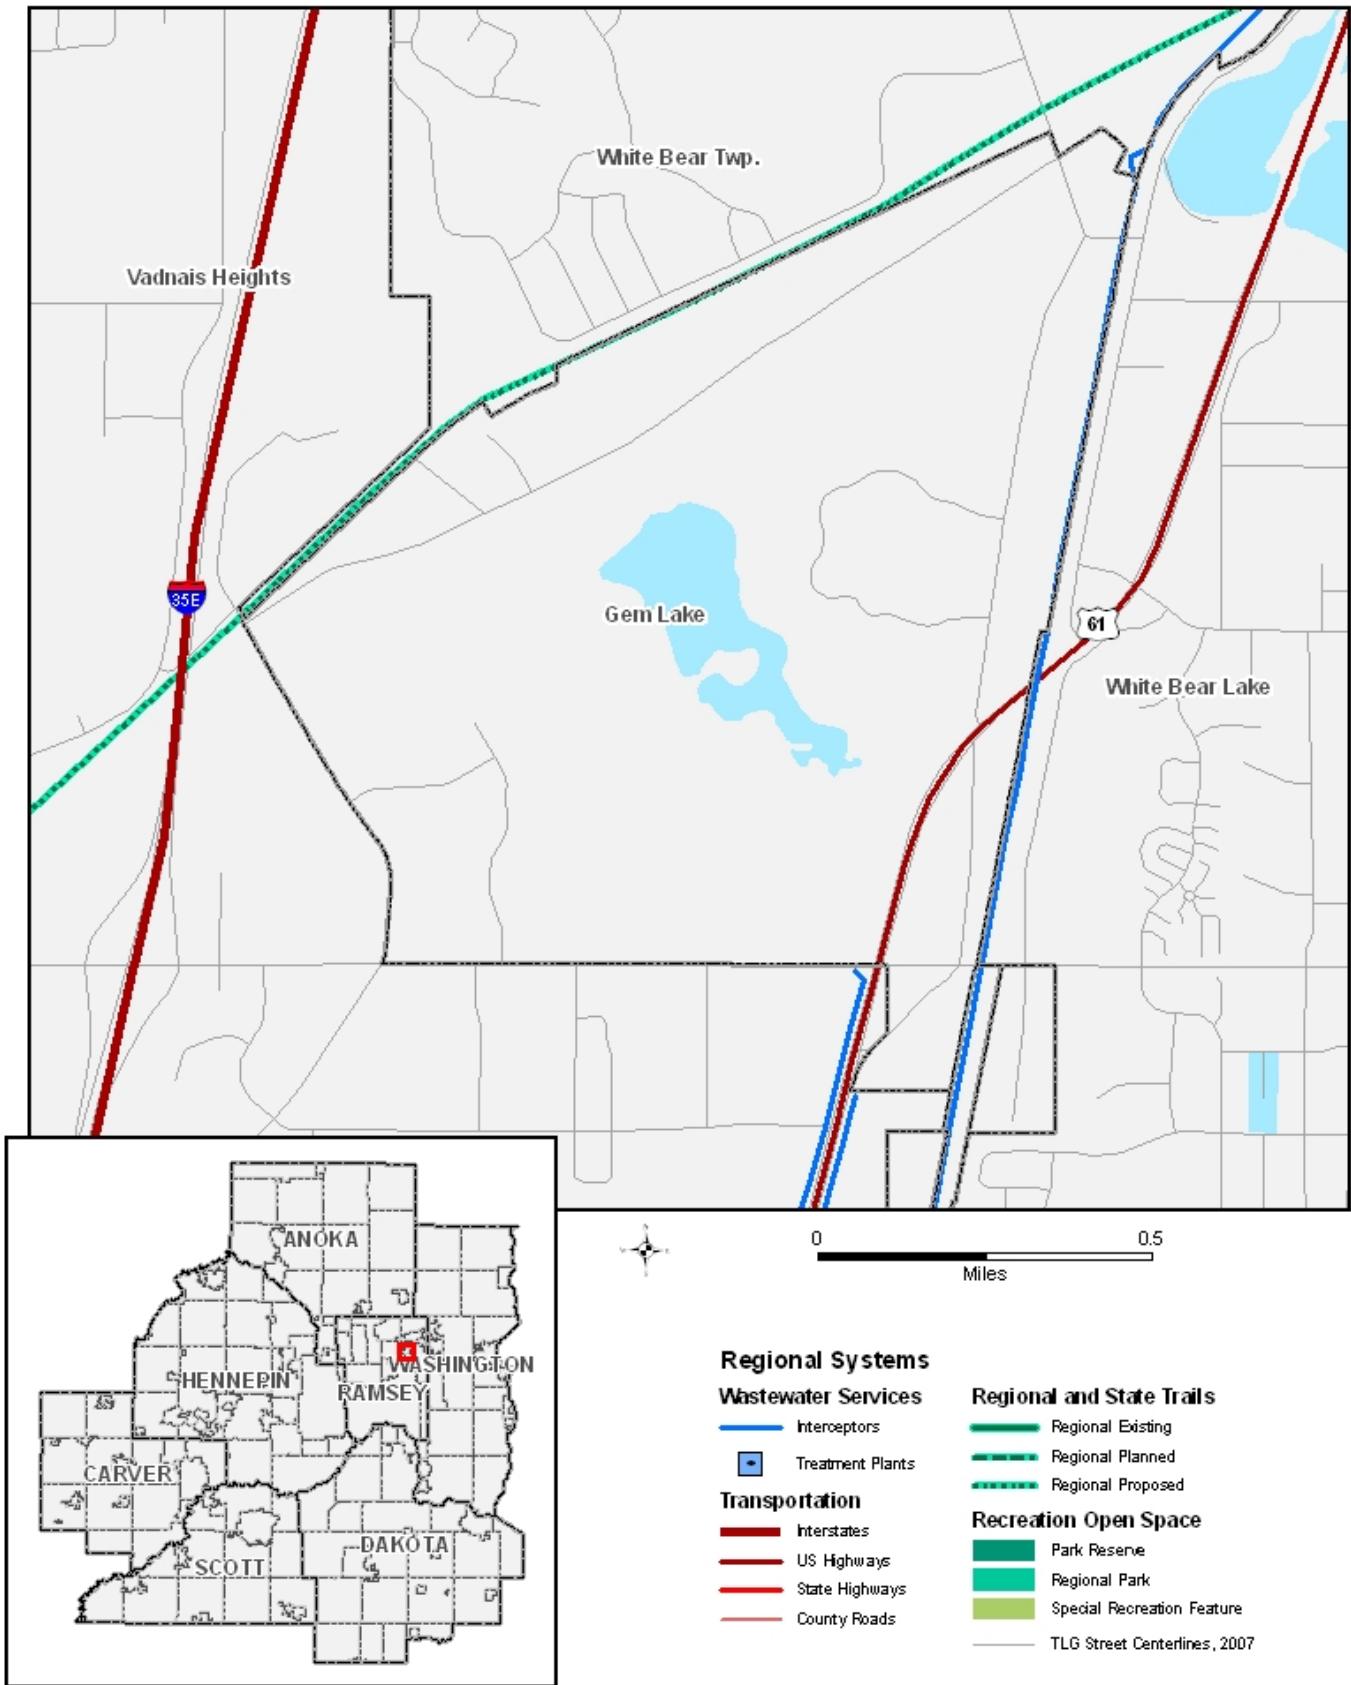 White Bear Twp.
Vadnais Heights
35E
Gem Lake
61
White Bear Lake
ANOKA
HENNEPIN
WASHINGTON
RAMSEY
CARVER
SCOTT
DAKOTA
0 0.5
Miles
Regional Systems
Wastewater Services
Interceptors
Treatment Plants
Transportation
Interstates
US Highways
State Highways
County Roads
Regional and State Trails
Regional Existing
Regional Planned
Regional Proposed
Recreation Open Space
Park Reserve
Regional Park
Special Recreation Feature
TLG Street Centerlines, 2007